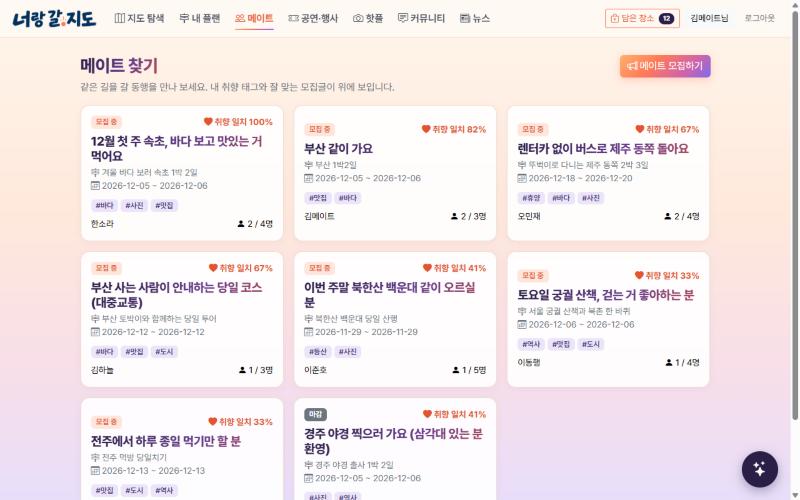 너랑 갈지도
지도 탐색
내 플랜
메이트
공연·행사
핫플
커뮤니티
뉴스
담은 장소 12
김메이트님
로그아웃
메이트 찾기
같은 길을 갈 동행을 만나 보세요. 내 취향 태그와 잘 맞는 모집글이 위에 보입니다.
메이트 모집하기
모집 중
취향 일치 100%
12월 첫 주 속초, 바다 보고 맛있는 거
먹어요
겨울 바다 보러 속초 1박 2일
2026-12-05 ~ 2026-12-06
#바다 #사진 #맛집
한소라
2 / 4명
모집 중
취향 일치 82%
부산 같이 가요
부산 1박2일
2026-12-05 ~ 2026-12-06
#맛집 #바다
김메이트
2 / 3명
모집 중
취향 일치 67%
렌터카 없이 버스로 제주 동쪽 돌아요
뚜벅이로 다니는 제주 동쪽 2박 3일
2026-12-18 ~ 2026-12-20
#휴양 #바다 #사진
오민재
2 / 4명
모집 중
취향 일치 67%
부산 사는 사람이 안내하는 당일 코스
(대중교통)
부산 토박이와 함께하는 당일 투어
2026-12-12 ~ 2026-12-12
#바다 #맛집 #도시
김하늘
1 / 3명
모집 중
취향 일치 41%
이번 주말 북한산 백운대 같이 오르실
분
북한산 백운대 당일 산행
2026-11-29 ~ 2026-11-29
#등산 #사진
이준호
1 / 5명
모집 중
취향 일치 33%
토요일 궁궐 산책, 걷는 거 좋아하는 분
서울 궁궐 산책과 북촌 한 바퀴
2026-12-06 ~ 2026-12-06
#역사 #맛집 #도시
이동행
1 / 4명
모집 중
취향 일치 33%
전주에서 하루 종일 먹기만 할 분
전주 먹방 당일치기
2026-12-13 ~ 2026-12-13
#맛집 #도시 #역사
마감
취향 일치 41%
경주 야경 찍으러 가요 (삼각대 있는 분
환영)
경주 야경 출사 1박 2일
2026-12-05 ~ 2026-12-06
#사진 #역사